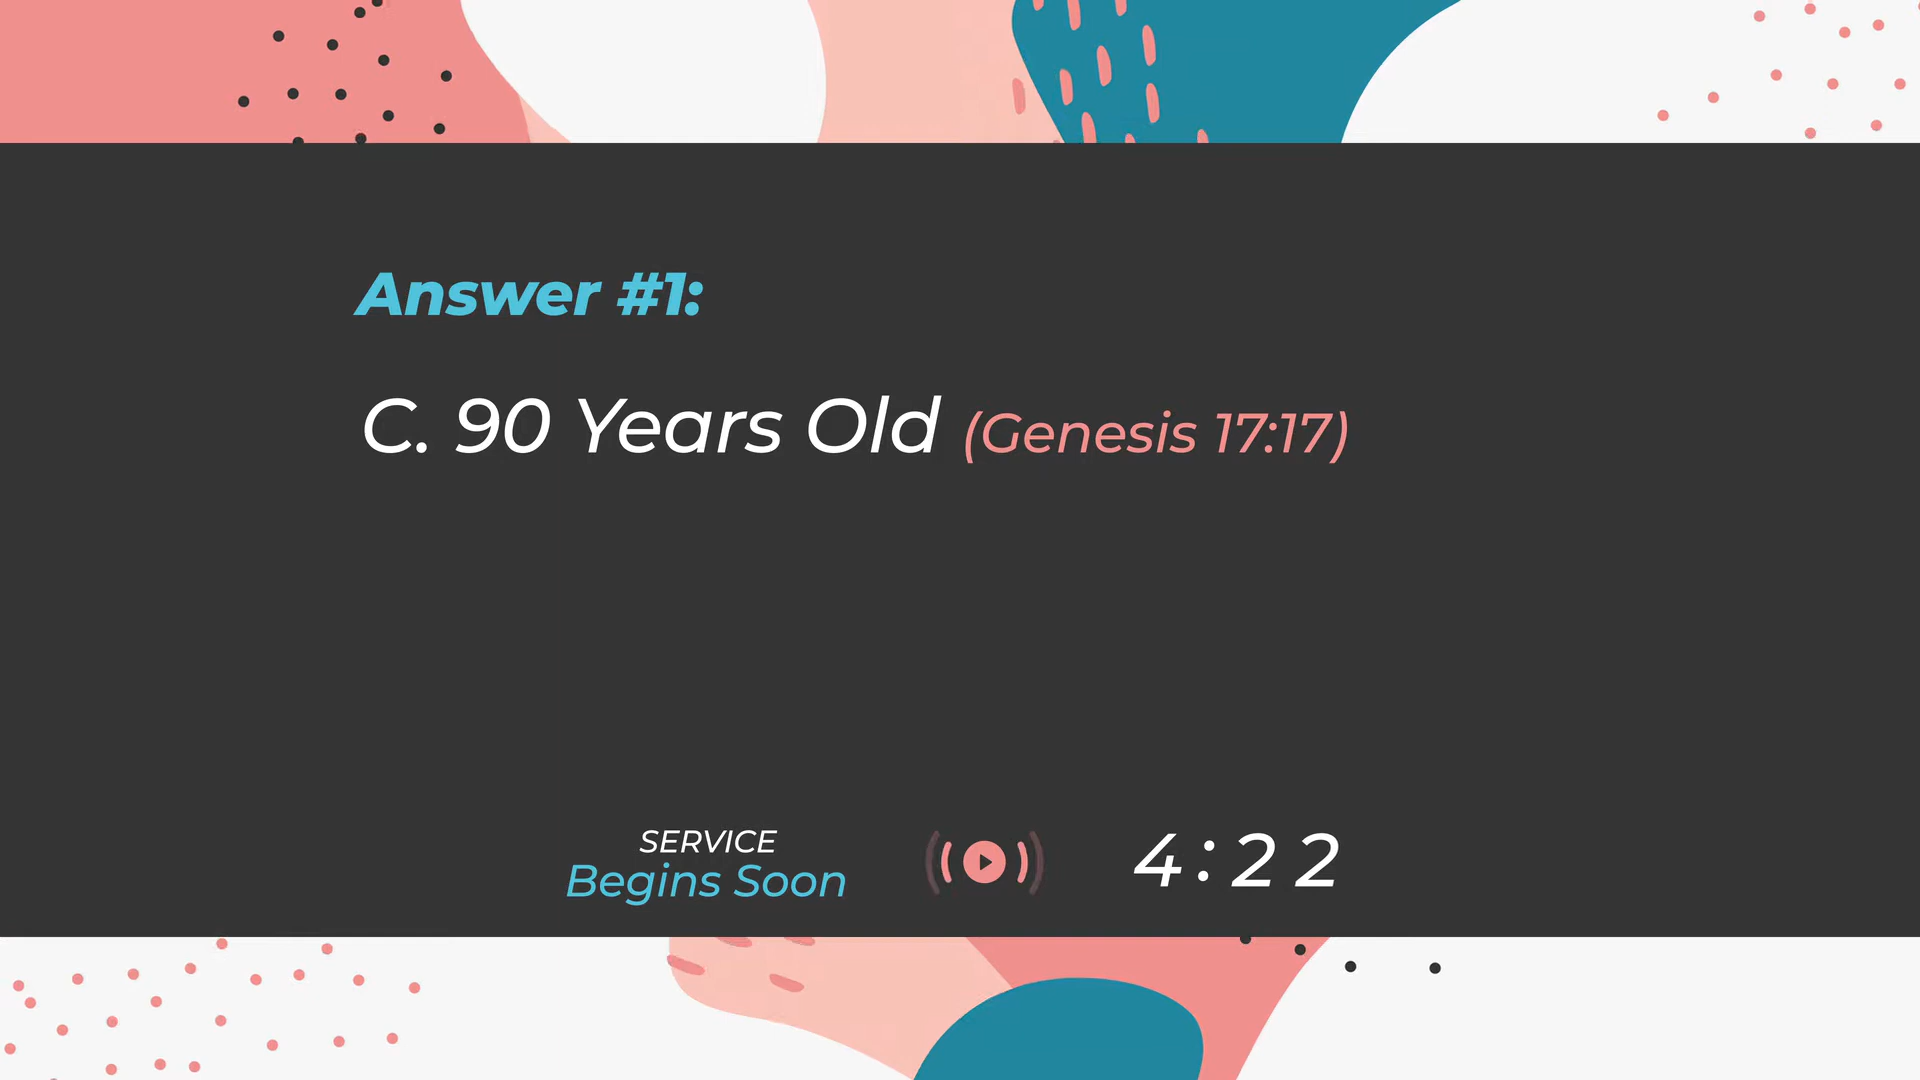 Answer #1:
C. 90 Years Old (Genesis 17:17)
SERVICE
Begins Soon
4:22